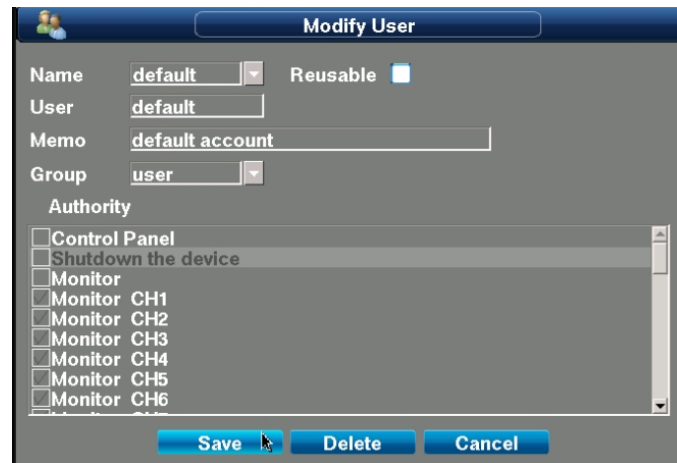 Modify User
Name default Reusable
User default
Memo default account
Group user
Authority
Control Panel
Shutdown the device
Monitor
Monitor CH1
Monitor CH2
Monitor CH3
Monitor CH4
Monitor CH5
Monitor CH6
Save Delete Cancel